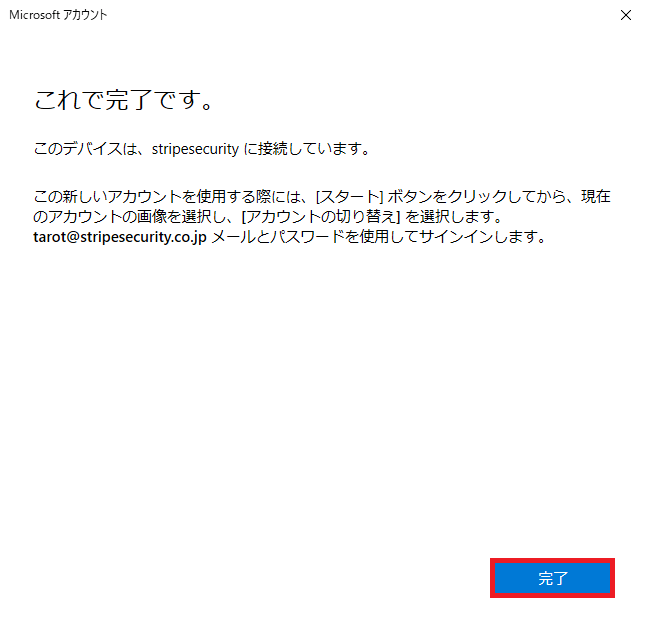 Microsoft アカウント
これで完了です。
このデバイスは、stripesecurity に接続しています。
この新しいアカウントを使用する際には、[スタート] ボタンをクリックしてから、現在
のアカウントの画像を選択し、[アカウントの切り替え] を選択します。
tarot@stripesecurity.co.jp メールとパスワードを使用してサインインします。
完了